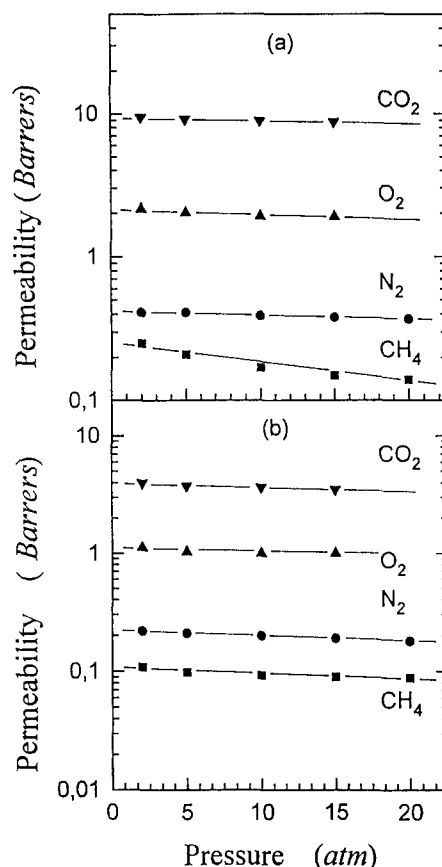 (a)
CO2
10
O2
1
N2
CH4
0,1
Permeability (Barrers)
(b)
10
CO2
1
O2
N2
0,1
CH4
0,01
Permeability ( Barrers)
0 5 10 15 20
Pressure (atm)